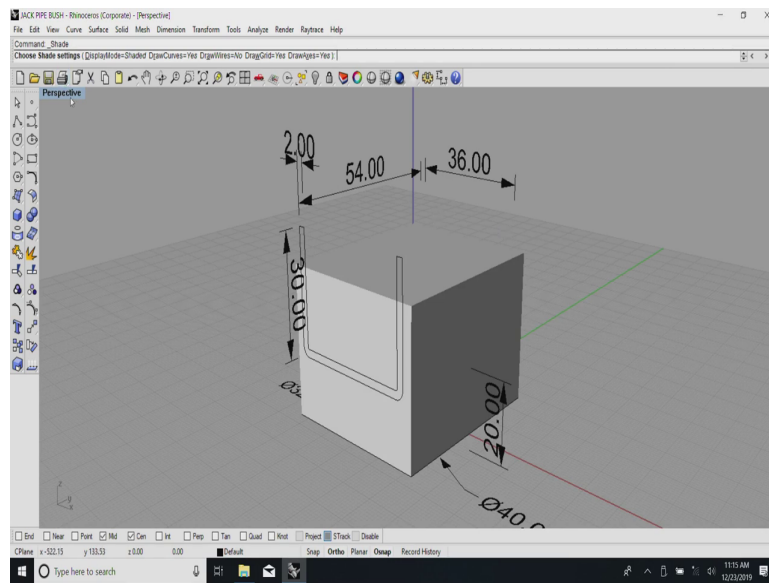 JACK PIPE BUSH - Rhinoceros (Corporate) - [Perspective]
File Edit View Curve Surface Solid Mesh Dimension Transform Tools Analyze Render Raytrace Help
Command: _Shade
Choose Shade settings ( DisplayMode=Shaded DrawCurves=Yes DrawWires=No DrawGrid=Yes DrawAxes=Yes ):
Perspective
2.00
54.00
36.00
30.00
20.00
z
y
x
End Near Point Mid Cen Int Perp Tan Quad Knot Project STrack Disable
CPlane x -522.15 y 133.53 z 0.00 0.00 Default Snap Ortho Planar Osnap Record History
Type here to search
11:15 AM
12/23/2019